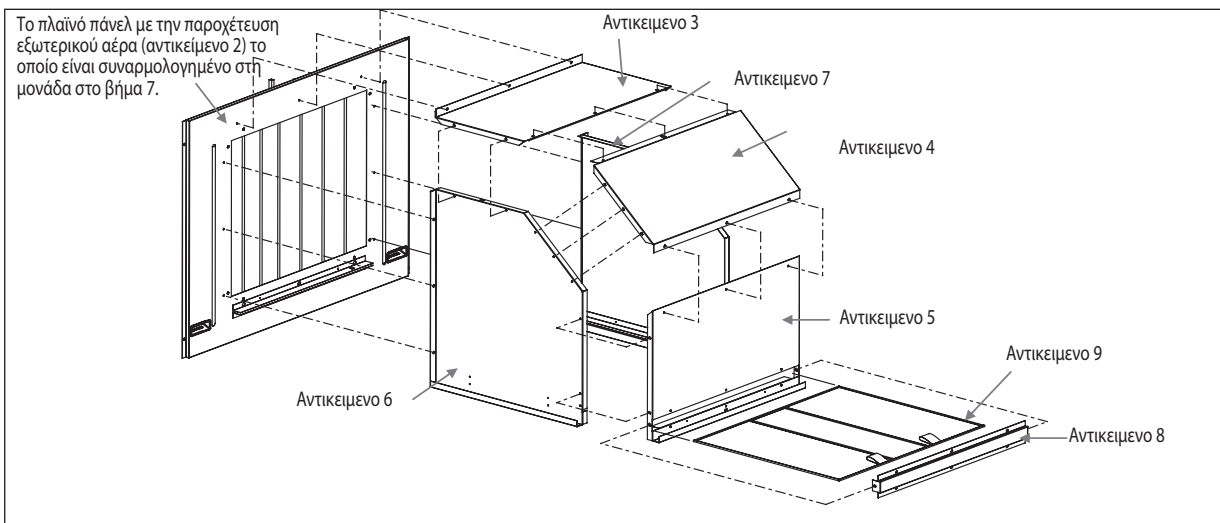 Το πλαϊνό πάνελ με την παροχέτευση
εξωτερικού αέρα (αντικείμενο 2) το
οποίο είναι συναρμολογημένο στη
μονάδα στο βήμα 7.
Αντικειμενο 3
Αντικειμενο 7
Αντικειμενο 4
Αντικειμενο 5
Αντικειμενο 9
Αντικειμενο 6
Αντικειμενο 8